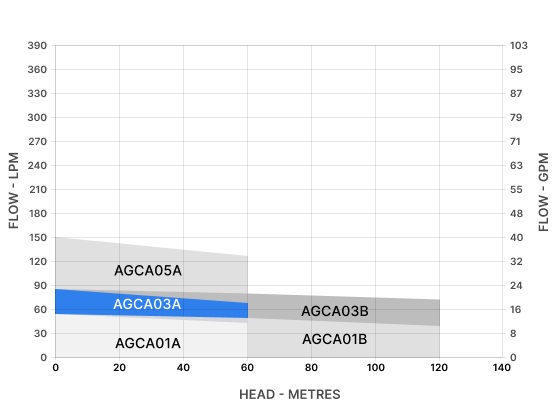 390 103
360 95
330 87
300 79
270 71
240 63
210 55
180 48
150 40
120 32
90 24
60 16
30 8
0 0
FLOW - LPM
FLOW - GPM
AGCA05A
AGCA03A
AGCA03B
AGCA01A
AGCA01B
0 20 40 60 80 100 120 140
HEAD - METRES